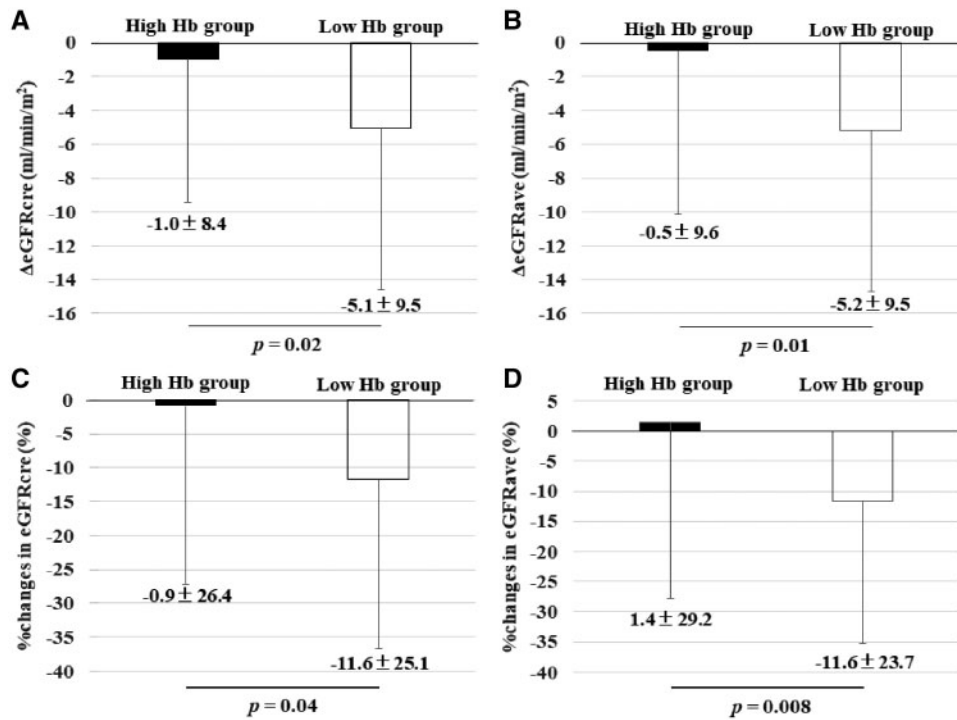 A
High Hb group Low Hb group
ΔeGFRcre (ml/min/m²)
0
-2
-4
-6
-8
-10
-12
-14
-16
-1.0 ± 8.4
-5.1 ± 9.5
p = 0.02
B
High Hb group Low Hb group
ΔeGFRave (ml/min/m²)
0
-2
-4
-6
-8
-10
-12
-14
-16
-0.5 ± 9.6
-5.2 ± 9.5
p = 0.01
C
High Hb group Low Hb group
%changes in eGFRcre (%)
0
-5
-10
-15
-20
-25
-30
-35
-40
-0.9 ± 26.4
-11.6 ± 25.1
p = 0.04
D
High Hb group Low Hb group
%changes in eGFRave (%)
5
0
-5
-10
-15
-20
-25
-30
-35
-40
1.4 ± 29.2
-11.6 ± 23.7
p = 0.008